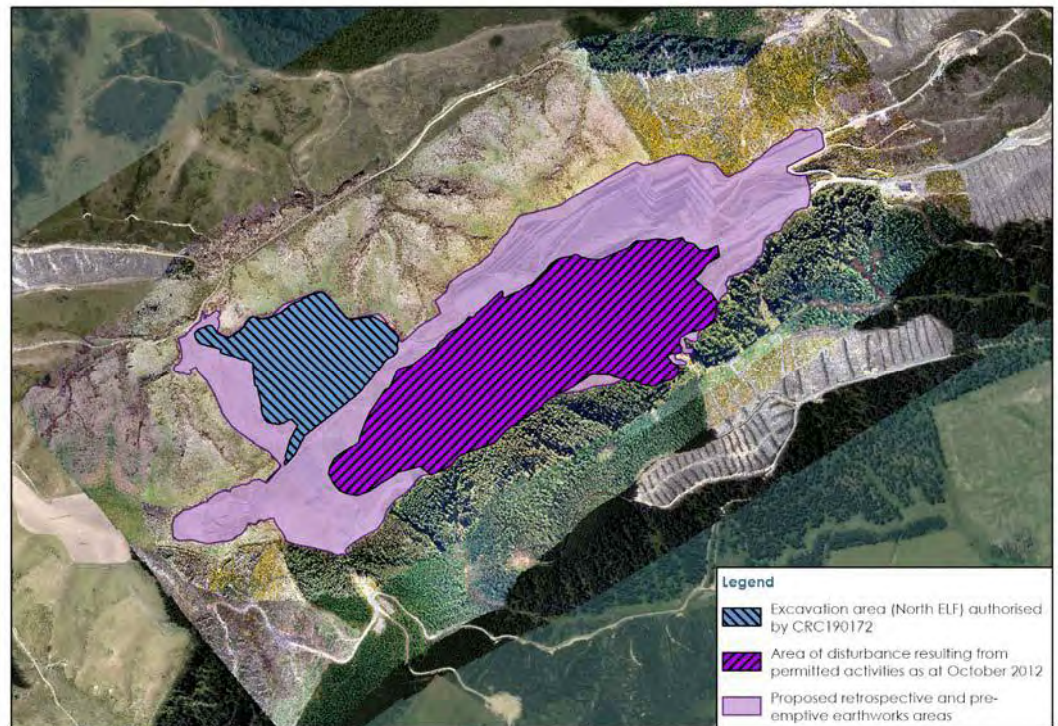 Legend
Excavation area (North ELF) authorised
by CRC190172
Area of disturbance resulting from
permitted activities as at October 2012
Proposed retrospective and pre-
emptive earthworks areas